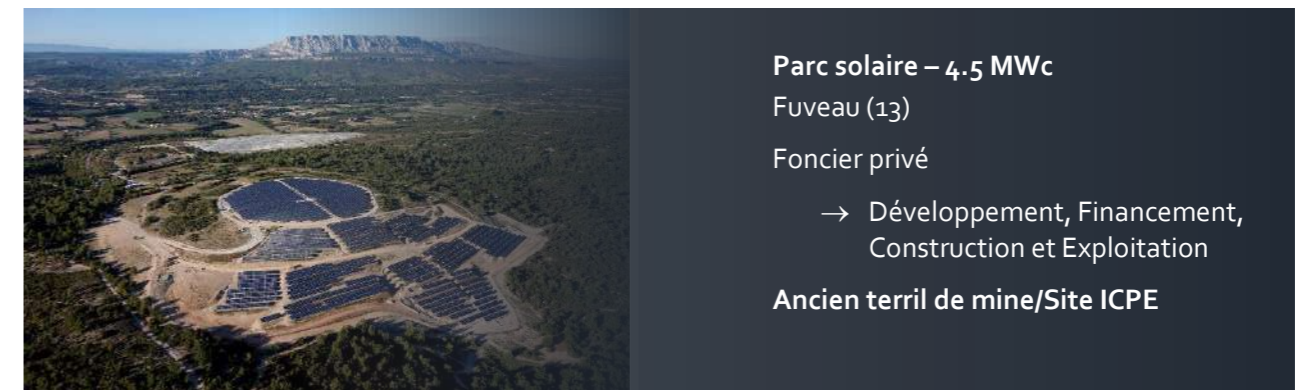 Parc solaire – 4.5 MWc
Fuveau (13)
Foncier privé
→ Développement, Financement,
Construction et Exploitation
Ancien terril de mine/Site ICPE